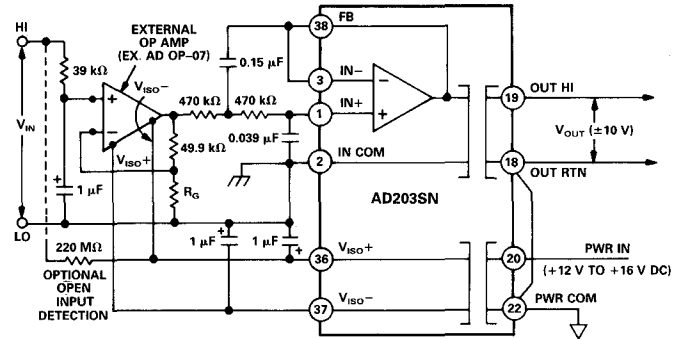 HI
EXTERNAL
OP AMP
(EX. AD OP–07)
39 kΩ
VISO–
0.15 µF
470 kΩ
470 kΩ
VIN
+
–
VISO+
49.9 kΩ
0.039 µF
+
1 µF
RG
LO
+
1 µF
1 µF
+
220 MΩ
OPTIONAL
OPEN
INPUT
DETECTION
38
FB
3
IN–
1
IN+
2
IN COM
–
+
AD203SN
36
VISO+
37
VISO–
19
OUT HI
VOUT (±10 V)
18
OUT RTN
20
PWR IN
(+12 V TO +16 V DC)
22
PWR COM